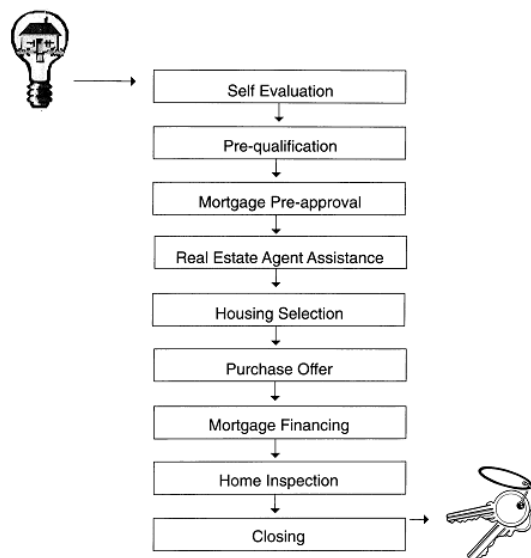 Self Evaluation
Pre-qualification
Mortgage Pre-approval
Real Estate Agent Assistance
Housing Selection
Purchase Offer
Mortgage Financing
Home Inspection
Closing